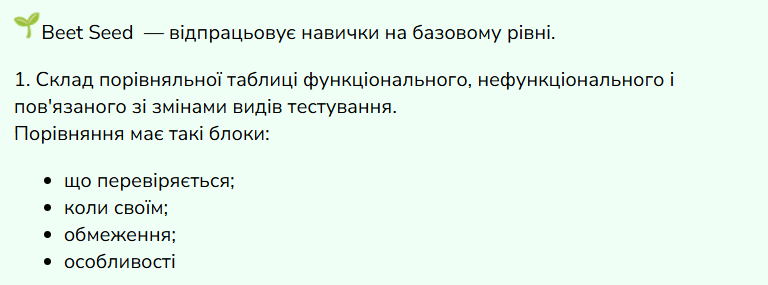 Beet Seed — відпрацьовує навички на базовому рівні.
1. Склад порівняльної таблиці функціонального, нефункціонального і
пов'язаного зі змінами видів тестування.
Порівняння має такі блоки:
• що перевіряється;
• коли своїм;
• обмеження;
• особливості